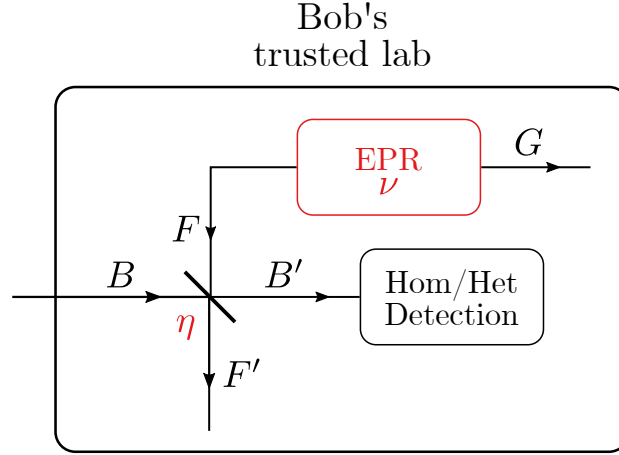 Bob's
trusted lab
EPR
ν
G
F
B
B′
Hom/Het
Detection
η
F′